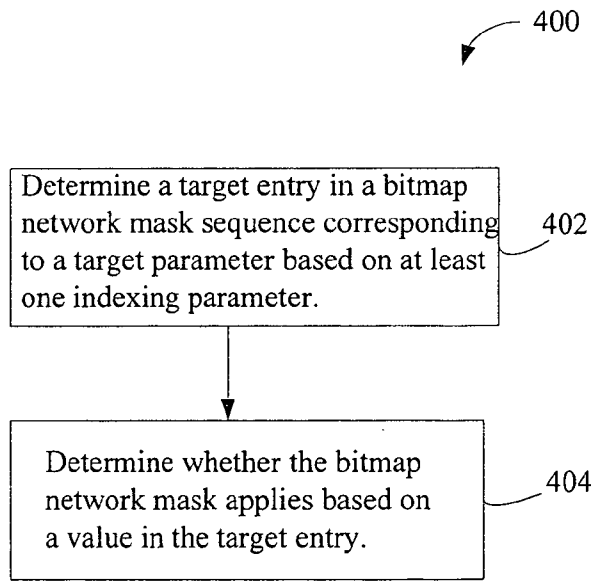 400
Determine a target entry in a bitmap
network mask sequence corresponding
to a target parameter based on at least
one indexing parameter.
402
Determine whether the bitmap
network mask applies based on
a value in the target entry.
404